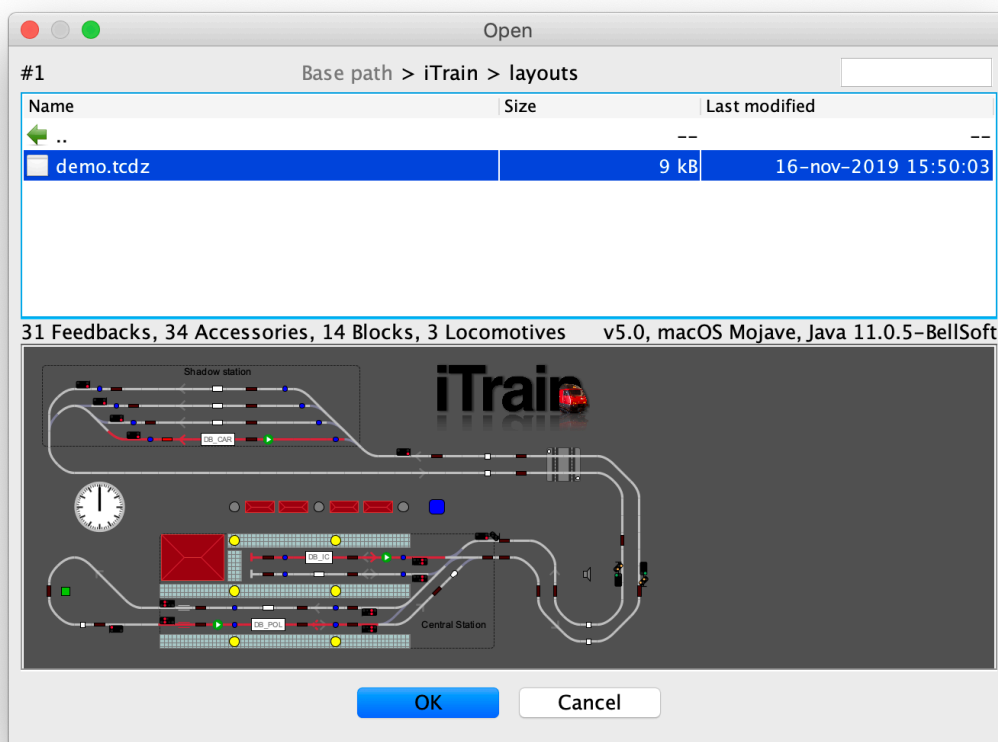 Open
#1 Base path > iTrain > layouts
Name Size Last modified
.. -- --
demo.tcdz 9 kB 16-nov-2019 15:50:03
31 Feedbacks, 34 Accessories, 14 Blocks, 3 Locomotives v5.0, macOS Mojave, Java 11.0.5-BellSoft
Shadow station
iTrain
DB_CAR
DB_IC
DB_POL
Central Station
OK Cancel